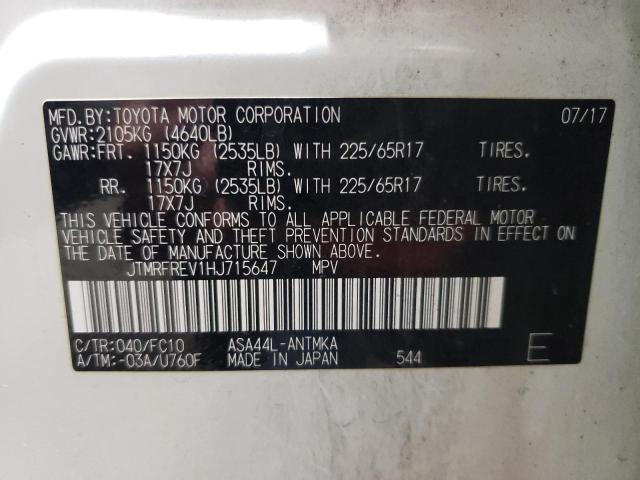 MFD.BY:TOYOTA MOTOR CORPORATION 07/17
GVWR:2105KG (4640LB)
GAWR:FRT. 1150KG (2535LB) WITH 225/65R17 TIRES.
17X7J RIMS.
RR. 1150KG (2535LB) WITH 225/65R17 TIRES.
17X7J RIMS.
THIS VEHICLE CONFORMS TO ALL APPLICABLE FEDERAL MOTOR
VEHICLE SAFETY AND THEFT PREVENTION STANDARDS IN EFFECT ON
THE DATE OF MANUFACTURE SHOWN ABOVE.
JTMRFREV1HJ715647 MPV
C/TR:040/FC10 ASA44L-ANTMKA
A/TM:-03A/U760F MADE IN JAPAN 544 E